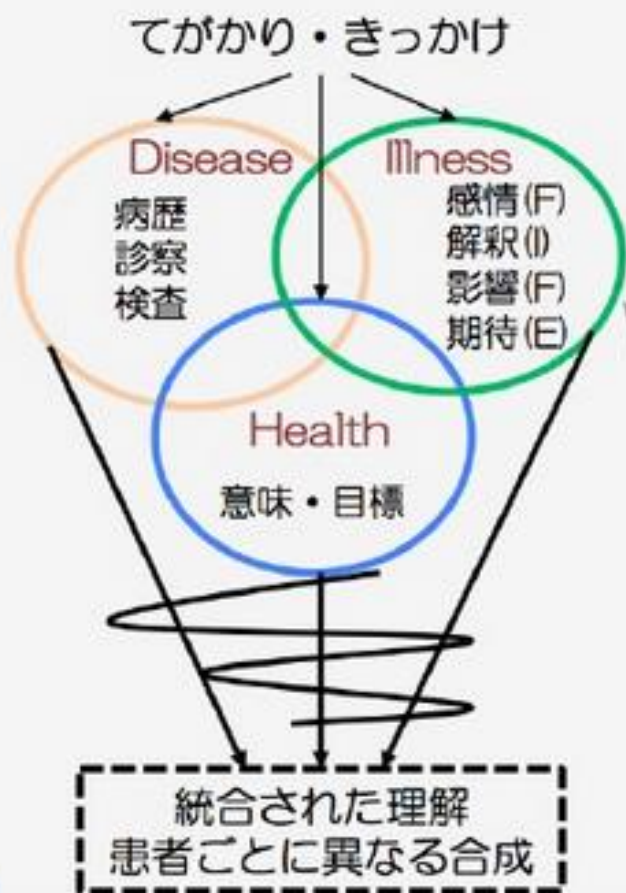 てがかり・きっかけ
Disease
病歴
診察
検査
Illness
感情(F)
解釈(I)
影響(F)
期待(E)
Health
意味・目標
統合された理解
患者ごとに異なる合成